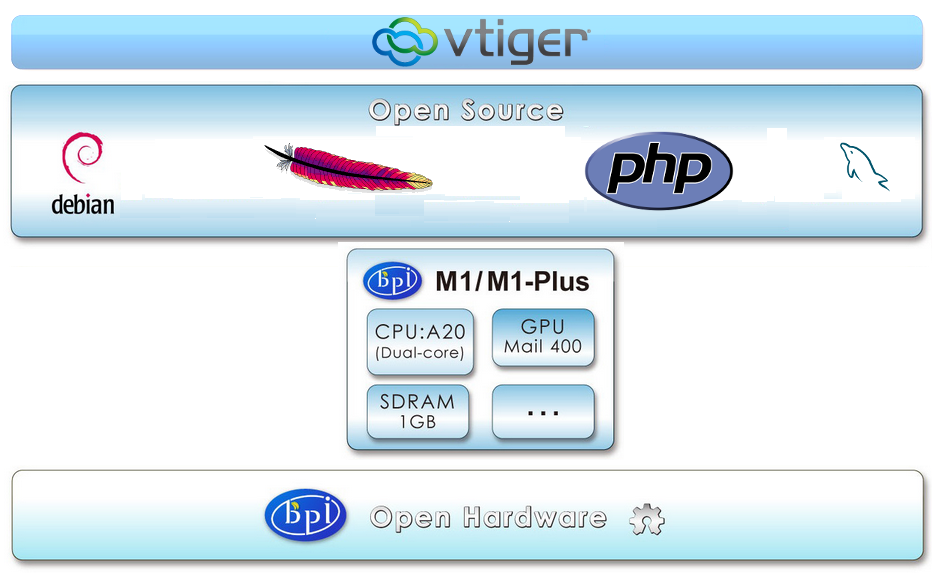 vtiger
Open Source
debian
php
bpi M1/M1-Plus
CPU:A20
(Dual-core)
GPU
Mail 400
SDRAM
1GB
...
bpi Open Hardware